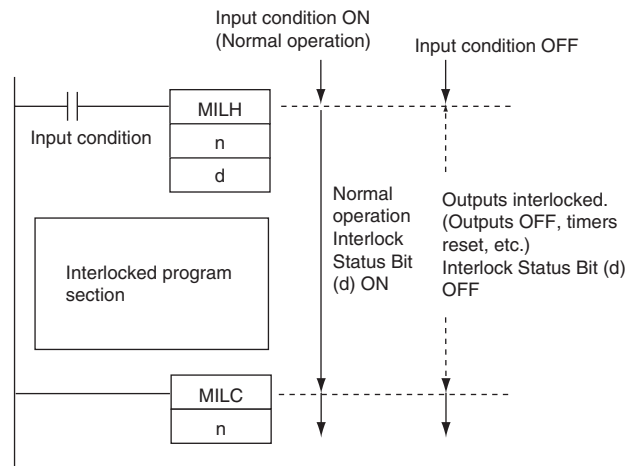 Input condition ON
(Normal operation)
Input condition OFF
MILH
Input condition
n
d
Normal
operation
Interlock
Status Bit
(d) ON
Outputs interlocked.
(Outputs OFF, timers
reset, etc.)
Interlock Status Bit (d)
OFF
Interlocked program
section
MILC
n